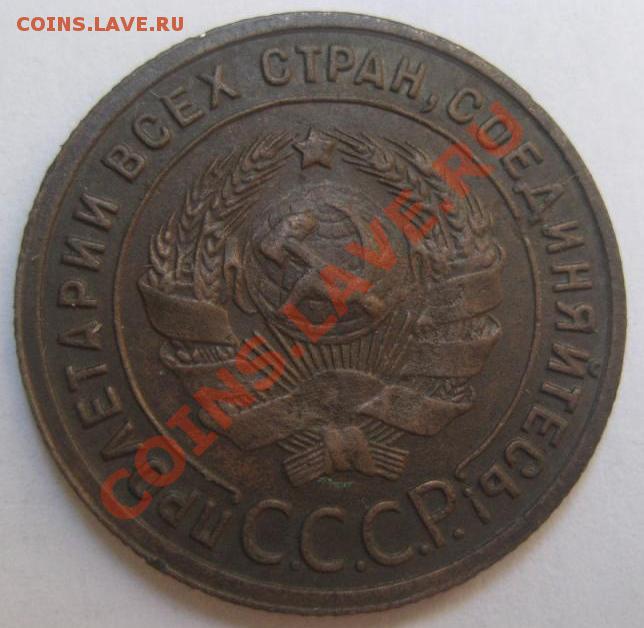 COINS.LAVE.RU
ПРОЛЕТАРИИ ВСЕХ СТРАН, СОЕДИНЯЙТЕСЬ!
С.С.С.Р.
COINS.LAVE.RU